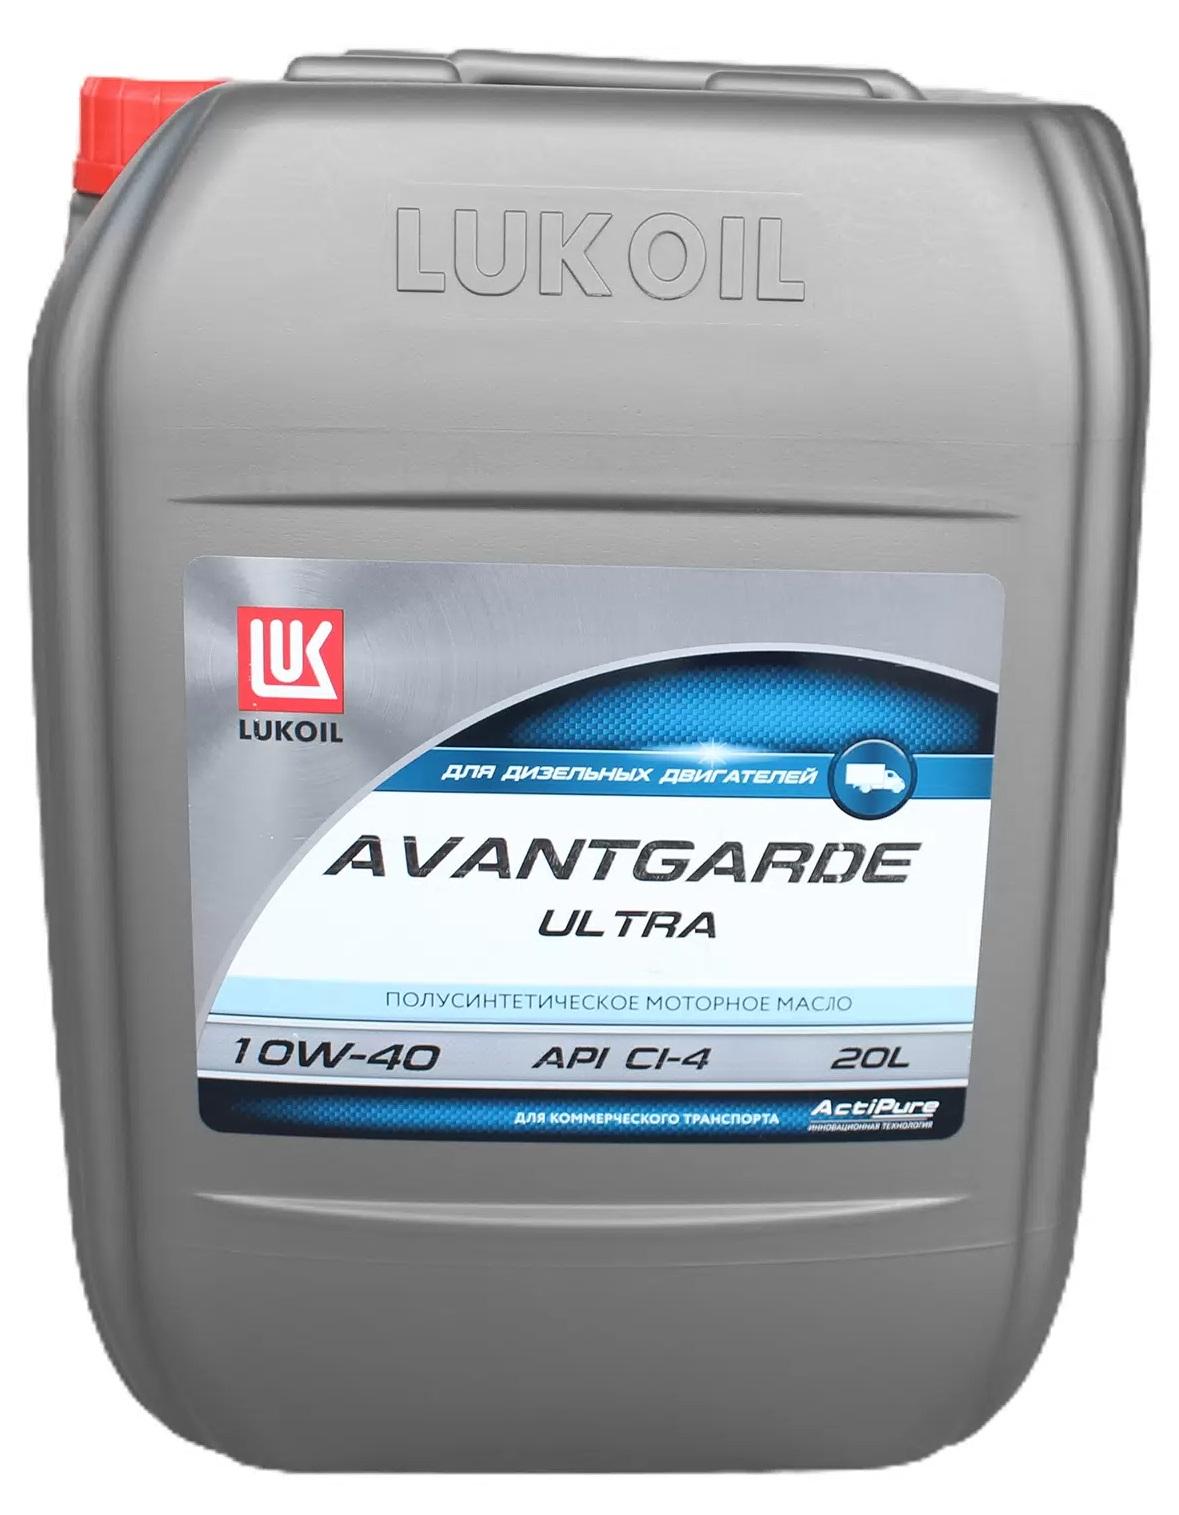 LUKOIL
LUK
LUKOIL
ДЛЯ ДИЗЕЛЬНЫХ ДВИГАТЕЛЕЙ
AVANTGARDE
ULTRA
ПОЛУСИНТЕТИЧЕСКОЕ МОТОРНОЕ МАСЛО
10W-40 API CI-4 20L
ДЛЯ КОММЕРЧЕСКОГО ТРАНСПОРТА
ActiPure
ИННОВАЦИОННАЯ ТЕХНОЛОГИЯ